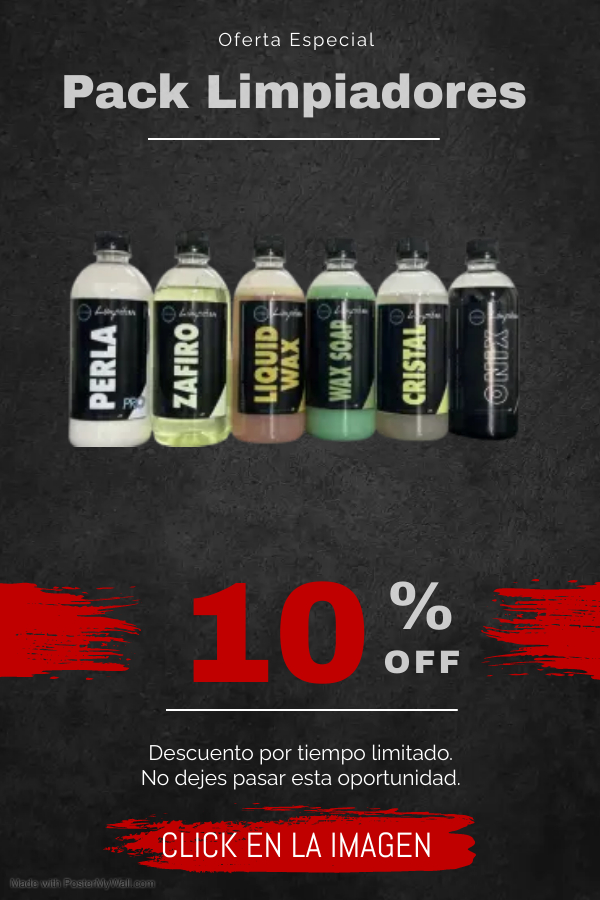 Oferta Especial
Pack Limpiadores
PERLA
PRO
ZAFIRO
LIQUID
WAX
WAX SOAP
CRISTAL
ONIX
10
%
OFF
Descuento por tiempo limitado.
No dejes pasar esta oportunidad.
CLICK EN LA IMAGEN
Made with PosterMyWall.com